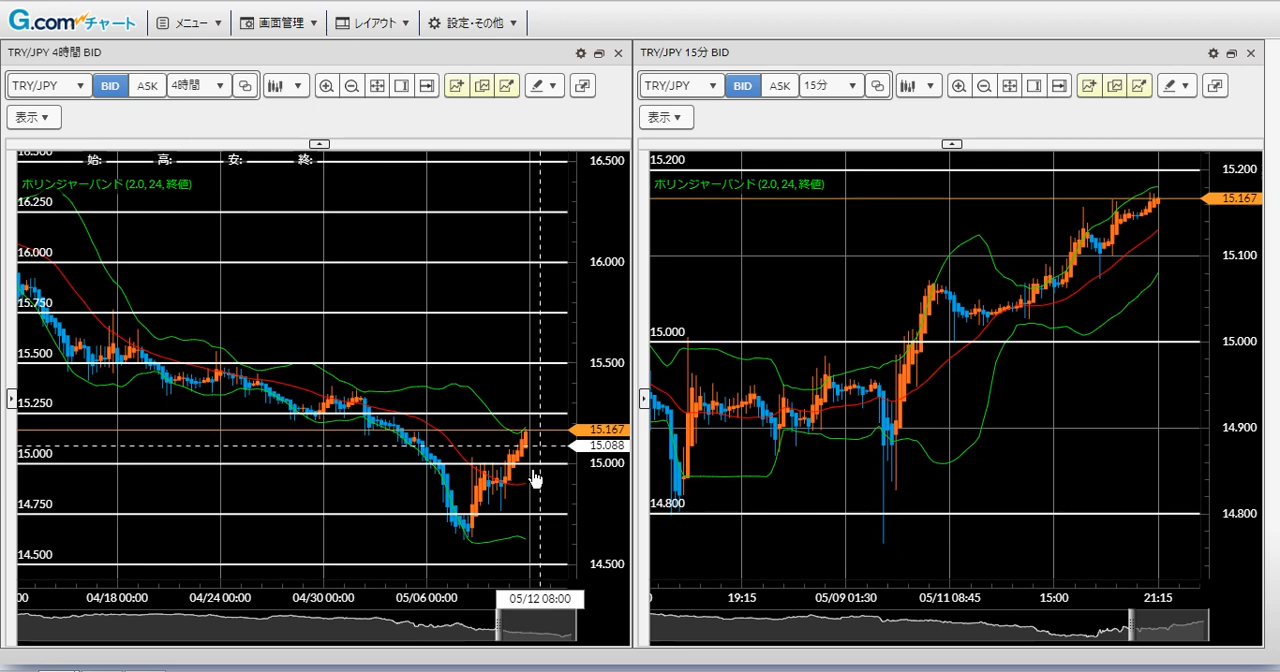 G.comチャート メニュー ▼ 画面管理 ▼ レイアウト ▼ 設定・その他 ▼
TRY/JPY 4時間 BID
TRY/JPY ▼ BID ASK 4時間 ▼
表示 ▼
始: 高: 安: 終:
ボリンジャーバンド (2.0, 24, 終値)
16.500
16.250
16.000
15.750
15.500
15.250
15.000
14.750
14.500
16.500
16.000
15.500
15.167
15.088
15.000
14.500
00 04/18 00:00 04/24 00:00 04/30 00:00 05/06 00:00 05/12 08:00
TRY/JPY 15分 BID
TRY/JPY ▼ BID ASK 15分 ▼
表示 ▼
15.200
ボリンジャーバンド (2.0, 24, 終値)
15.000
14.800
15.200
15.167
15.100
15.000
14.900
14.800
19:15 05/09 01:30 05/11 08:45 15:00 21:15